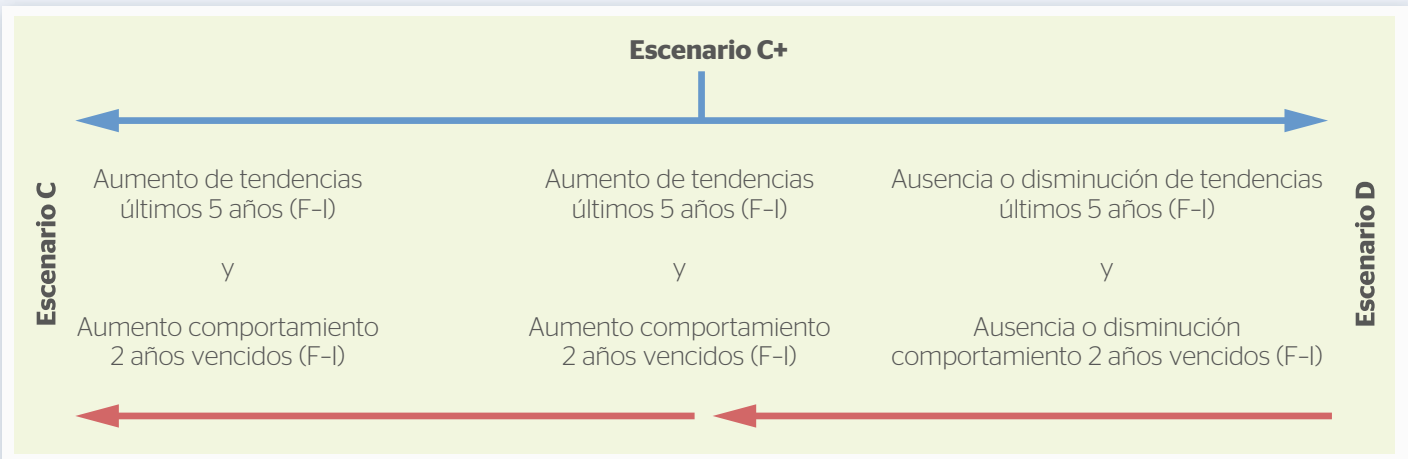 Escenario C+
Escenario C
Aumento de tendencias
últimos 5 años (F-I)
y
Aumento comportamiento
2 años vencidos (F-I)
Aumento de tendencias
últimos 5 años (F-I)
y
Aumento comportamiento
2 años vencidos (F-I)
Ausencia o disminución de tendencias
últimos 5 años (F-I)
y
Ausencia o disminución
comportamiento 2 años vencidos (F-I)
Escenario D